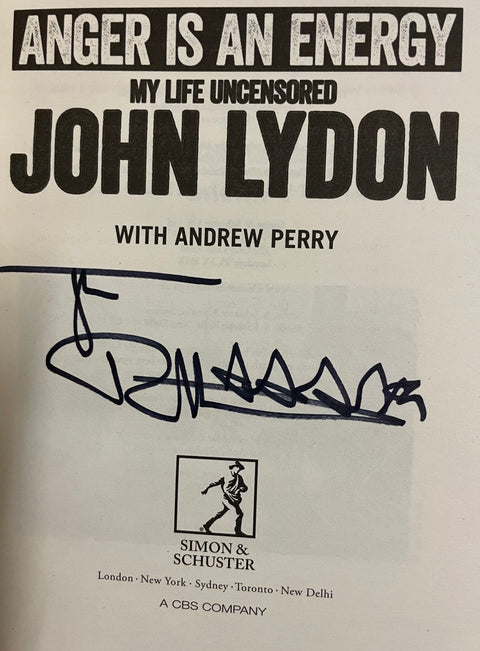 ANGER IS AN ENERGY
MY LIFE UNCENSORED
JOHN LYDON
WITH ANDREW PERRY
SIMON &
SCHUSTER
London · New York · Sydney · Toronto · New Delhi
A CBS COMPANY